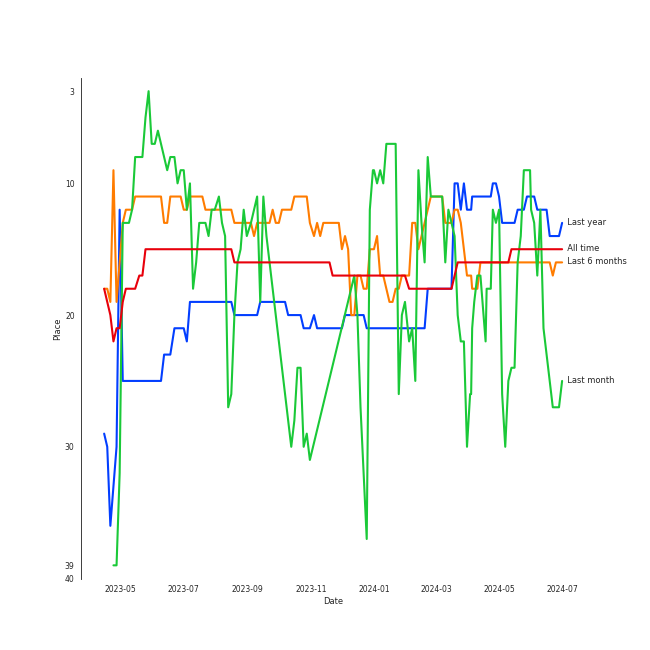 3
10
20
30
39
40
Place
2023-05
2023-07
2023-09
2023-11
2024-01
2024-03
2024-05
2024-07
Date
Last year
All time
Last 6 months
Last month